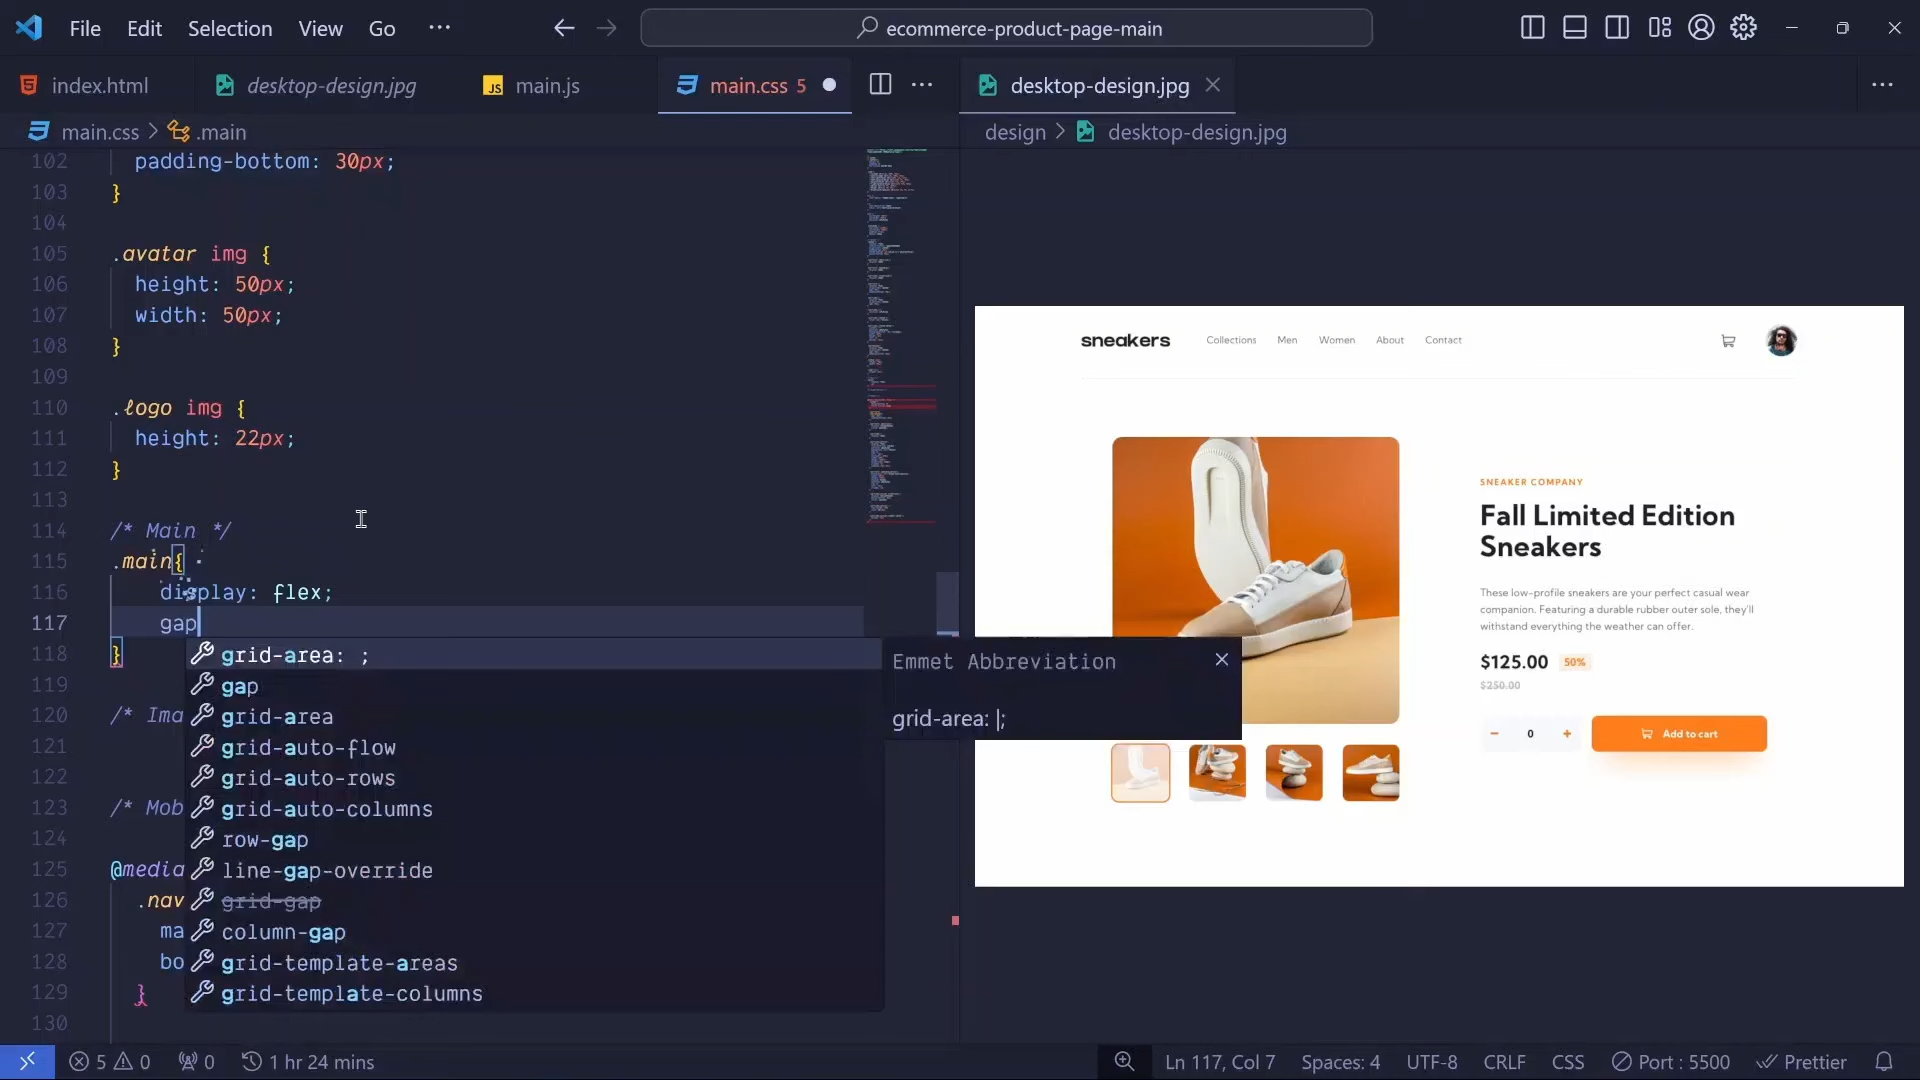 File Edit Selection View Go ··· ecommerce-product-page-main
index.html desktop-design.jpg JS main.js main.css 5 desktop-design.jpg
main.css > .main
design > desktop-design.jpg
102 padding-bottom: 30px;
103 }
104
105 .avatar img {
106 height: 50px;
107 width: 50px;
108 }
109
110 .logo img {
111 height: 22px;
112 }
113
114 /* Main */
115 .main{
116 display: flex;
117 gap
118 }
119
120 /* Ima
121
122
123 /* Mob
124
125 @media
126 .nav
127 ma
128 bo
129 }
130
grid-area: ;
gap
grid-area
grid-auto-flow
grid-auto-rows
grid-auto-columns
row-gap
line-gap-override
grid-gap
column-gap
grid-template-areas
grid-template-columns
Emmet Abbreviation
grid-area: |;
sneakers Collections Men Women About Contact
SNEAKER COMPANY
Fall Limited Edition
Sneakers
These low-profile sneakers are your perfect casual wear
companion. Featuring a durable rubber outer sole, they'll
withstand everything the weather can offer.
$125.00 50%
$250.00
− 0 + Add to cart
5 0 0 1 hr 24 mins Ln 117, Col 7 Spaces: 4 UTF-8 CRLF CSS Port : 5500 Prettier